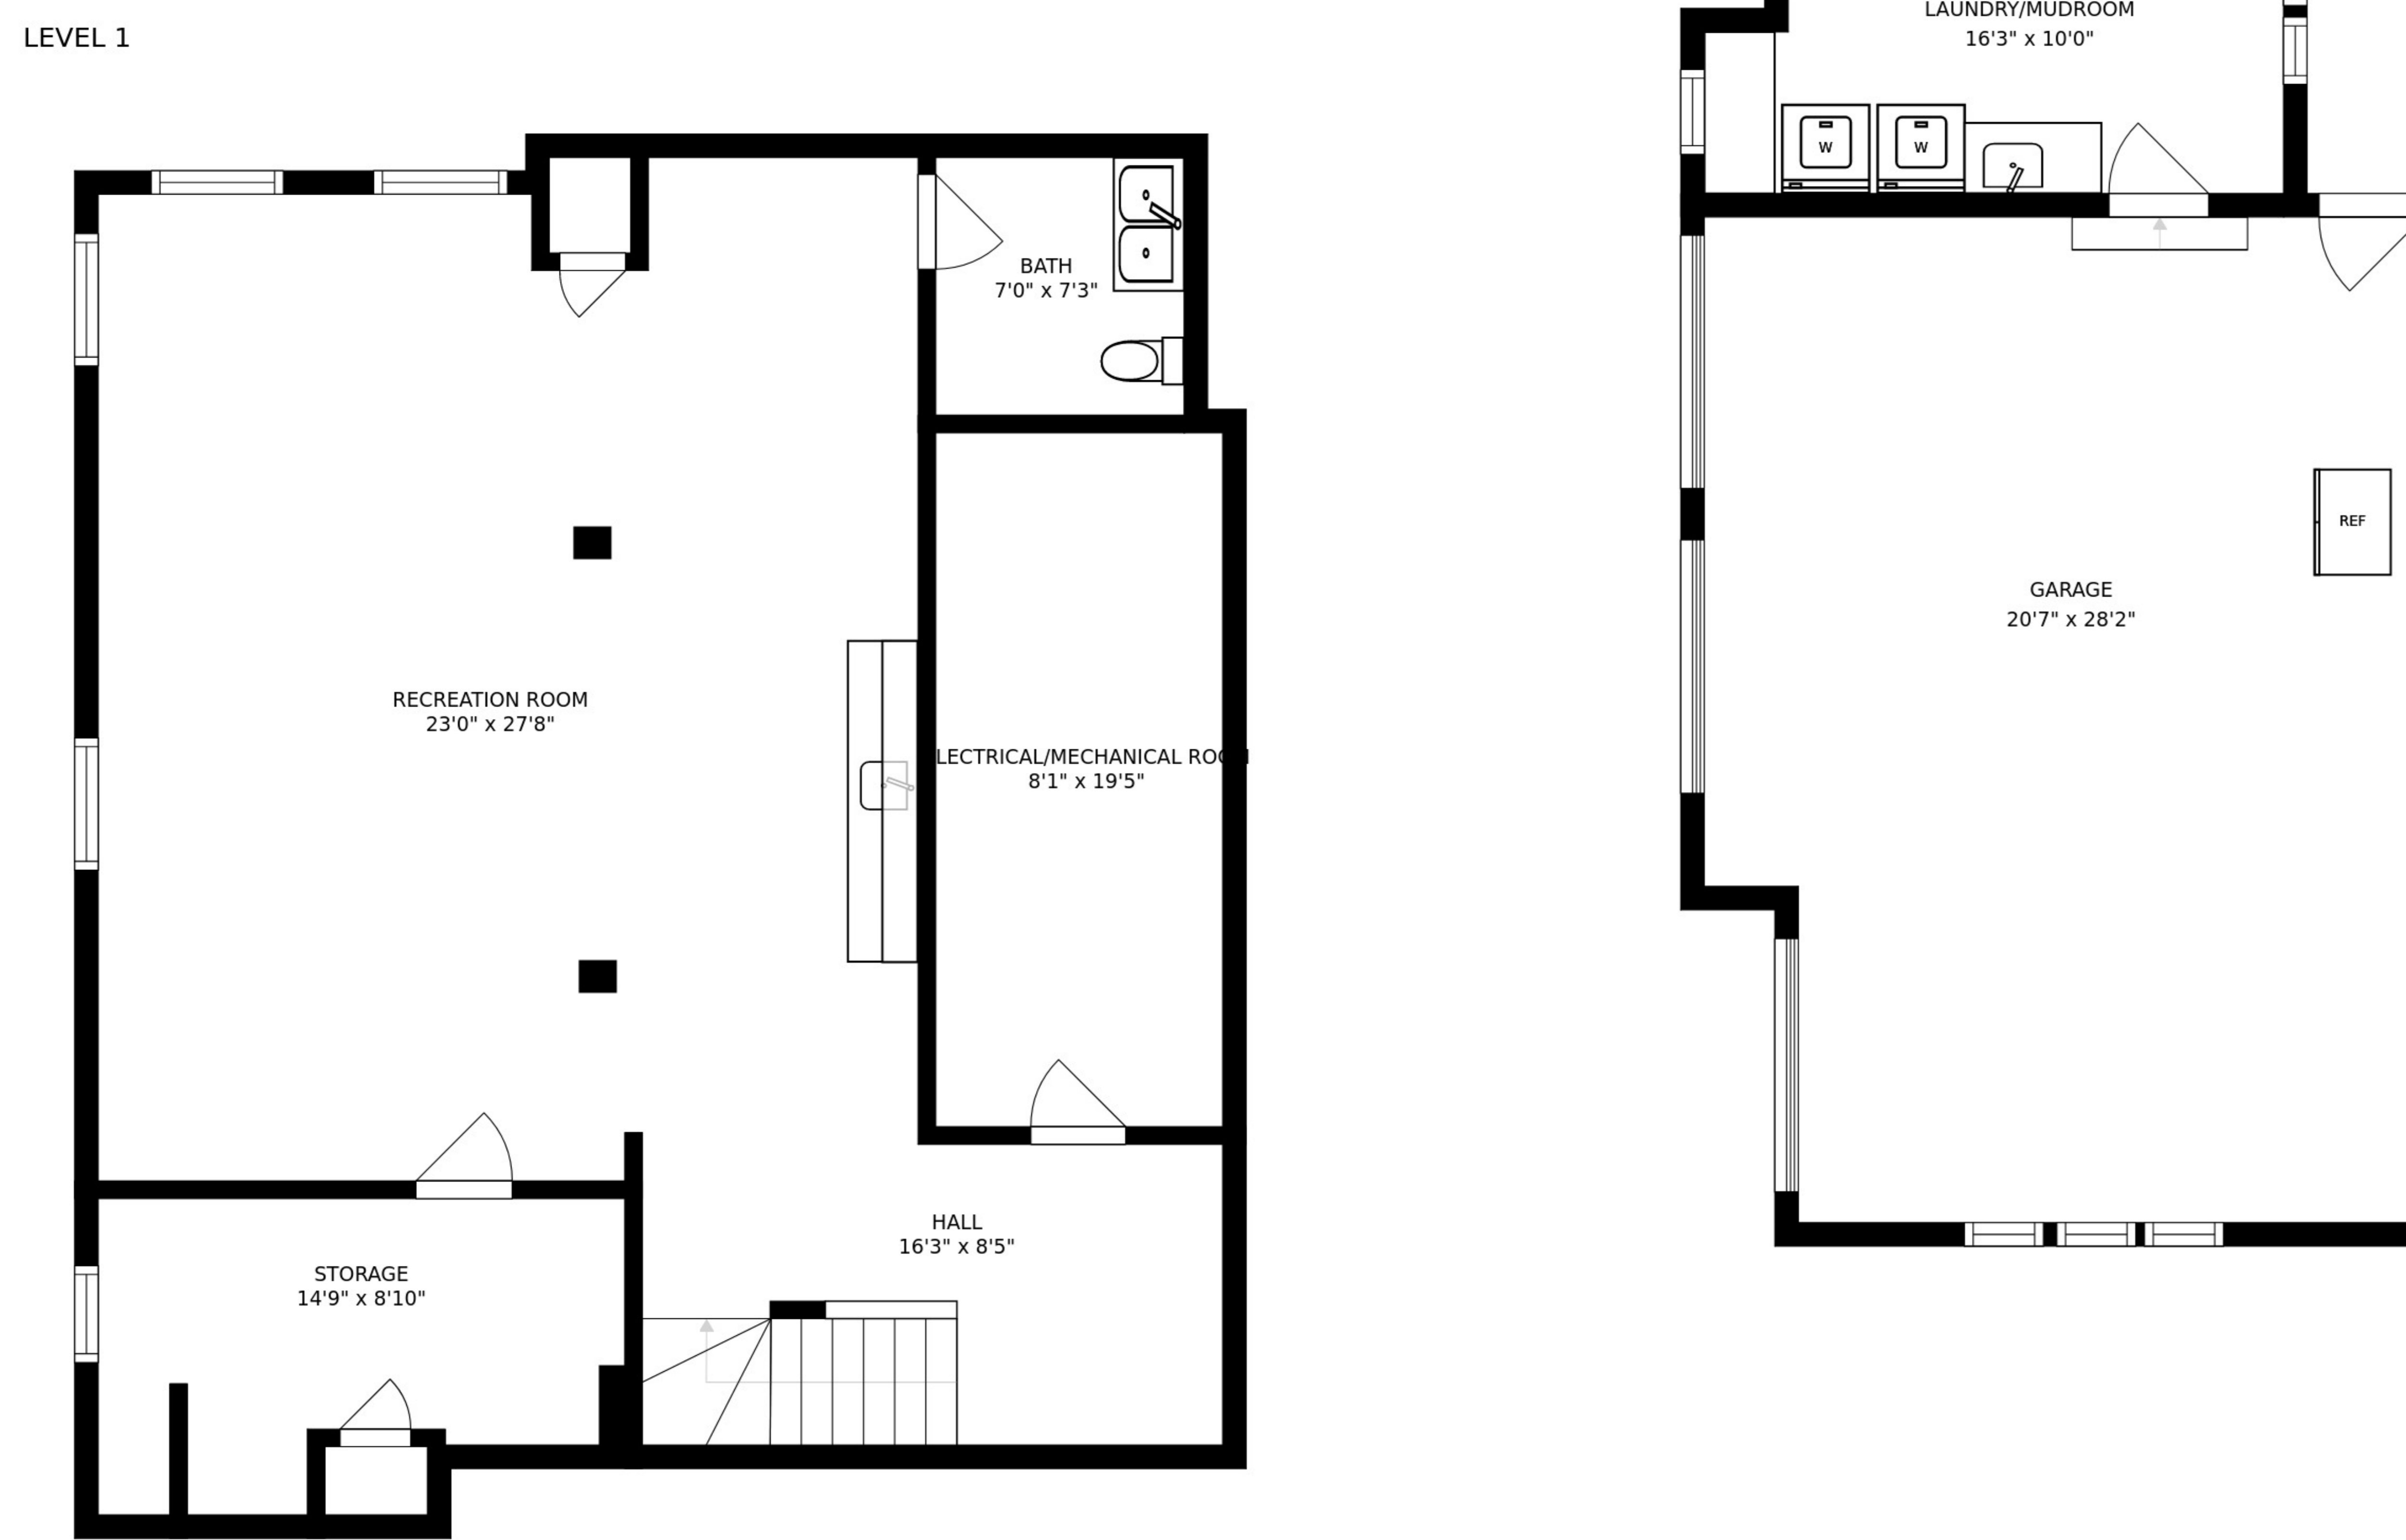 LEVEL 1
LAUNDRY/MUDROOM
16'3" x 10'0"
W
W
BATH
7'0" x 7'3"
REF
GARAGE
20'7" x 28'2"
RECREATION ROOM
23'0" x 27'8"
LECTRICAL/MECHANICAL ROOM
8'1" x 19'5"
HALL
16'3" x 8'5"
STORAGE
14'9" x 8'10"